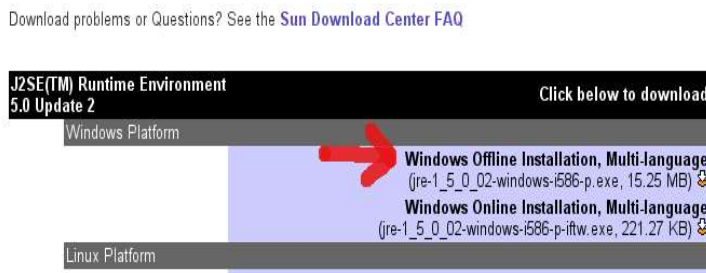 Download problems or Questions? See the Sun Download Center FAQ
J2SE(TM) Runtime Environment
5.0 Update 2
Click below to download
Windows Platform
Windows Offline Installation, Multi-language
(jre-1_5_0_02-windows-i586-p.exe, 15.25 MB)
Windows Online Installation, Multi-language
(jre-1_5_0_02-windows-i586-p-iftw.exe, 221.27 KB)
Linux Platform